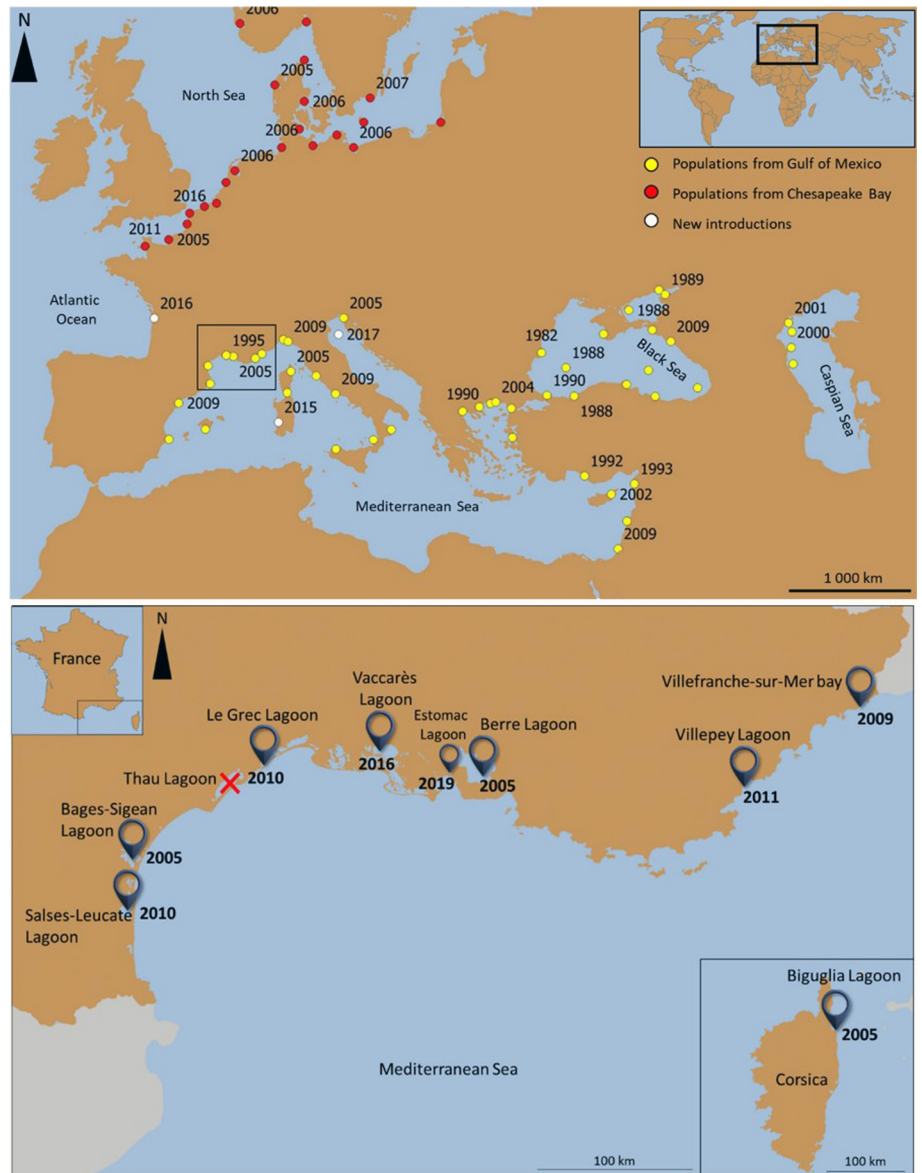 N
2006
2005
North Sea
2007
2006
2006
2006
2006
2016
2011
2005
Populations from Gulf of Mexico
Populations from Chesapeake Bay
New introductions
Atlantic
Ocean
2016
2005
1989
1988
2001
2000
1995
2009
2017
1982
2009
2005
2005
1988
Black Sea
Caspian Sea
2009
2009
2015
1990
2004
1990
1988
1992
1993
2002
Mediterranean Sea
2009
1 000 km
France
N
Vaccarès
Lagoon
Villefranche-sur-Mer bay
Le Grec Lagoon
Estomac
Lagoon
Berre Lagoon
2009
Villepey Lagoon
Thau Lagoon
2010
2016
2019
2005
2011
Bages-Sigean
Lagoon
2005
Salses-Leucate
Lagoon
2010
Biguglia Lagoon
2005
Mediterranean Sea
Corsica
100 km
100 km